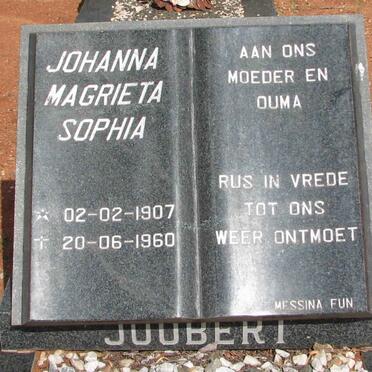 JOHANNA
MAGRIETA
SOPHIA
☆ 02-02-1907
† 20-06-1960
AAN ONS
MOEDER EN
OUMA
RUS IN VREDE
TOT ONS
WEER ONTMOET
MESSINA FUN
JOUBERT